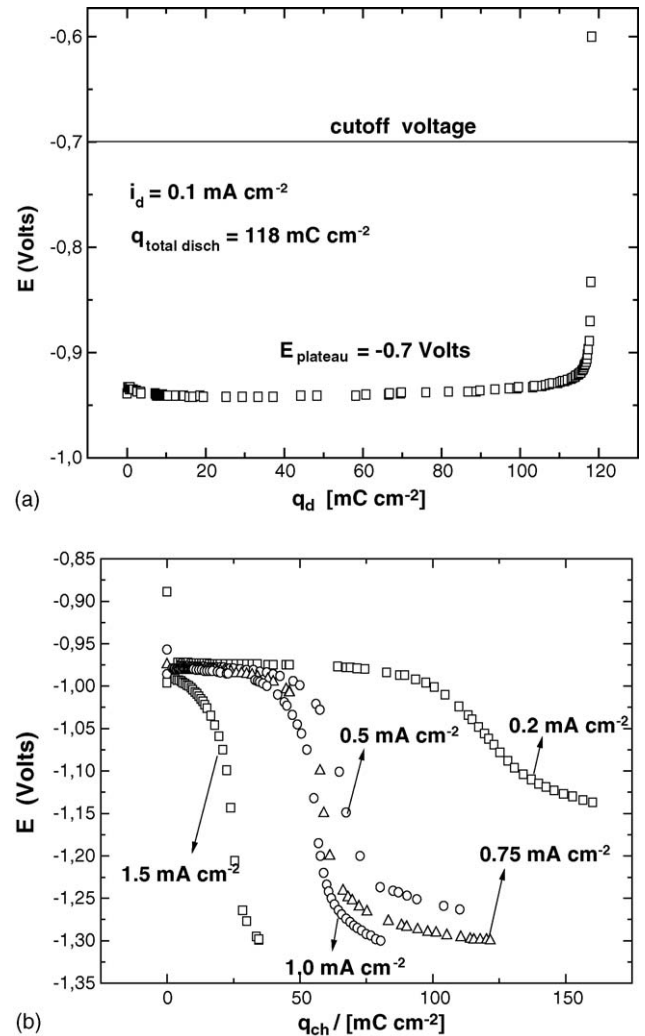 -0,6
cutoff voltage
-0,7
i_d = 0.1 mA cm⁻²
q_total disch = 118 mC cm⁻²
-0,8
E (Volts)
E_plateau = -0.7 Volts
-0,9
-1,0
0 20 40 60 80 100 120
(a) q_d [mC cm⁻²]
-0,85
-0,90
-0,95
-1,00
-1,05
0.5 mA cm⁻²
0.2 mA cm⁻²
-1,10
E (Volts)
-1,15
1.5 mA cm⁻²
0.75 mA cm⁻²
-1,20
-1,25
-1,30
1.0 mA cm⁻²
-1,35
0 50 100 150
(b) q_ch / [mC cm⁻²]